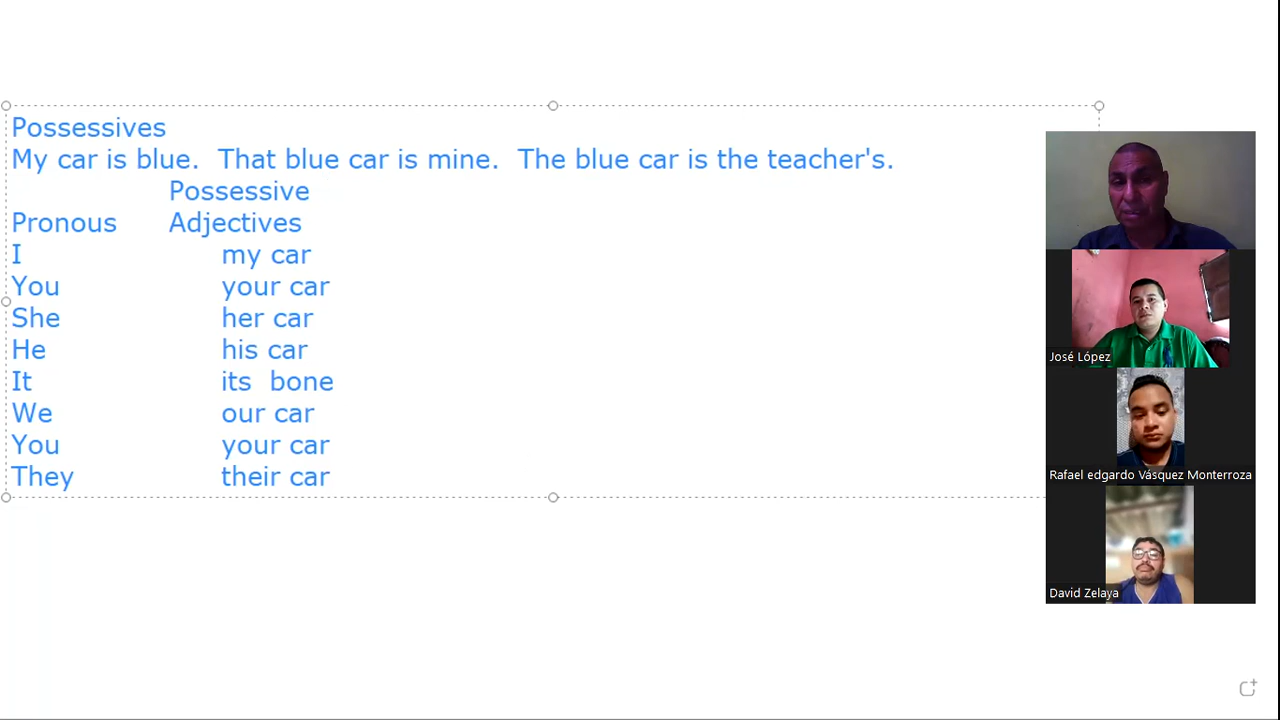 Possessives
My car is blue.  That blue car is mine.  The blue car is the teacher's.
Possessive
Pronous Adjectives
I my car
You your car
She her car
He his car
It its  bone
We our car
You your car
They their car
José López
Rafael edgardo Vásquez Monterroza
David Zelaya